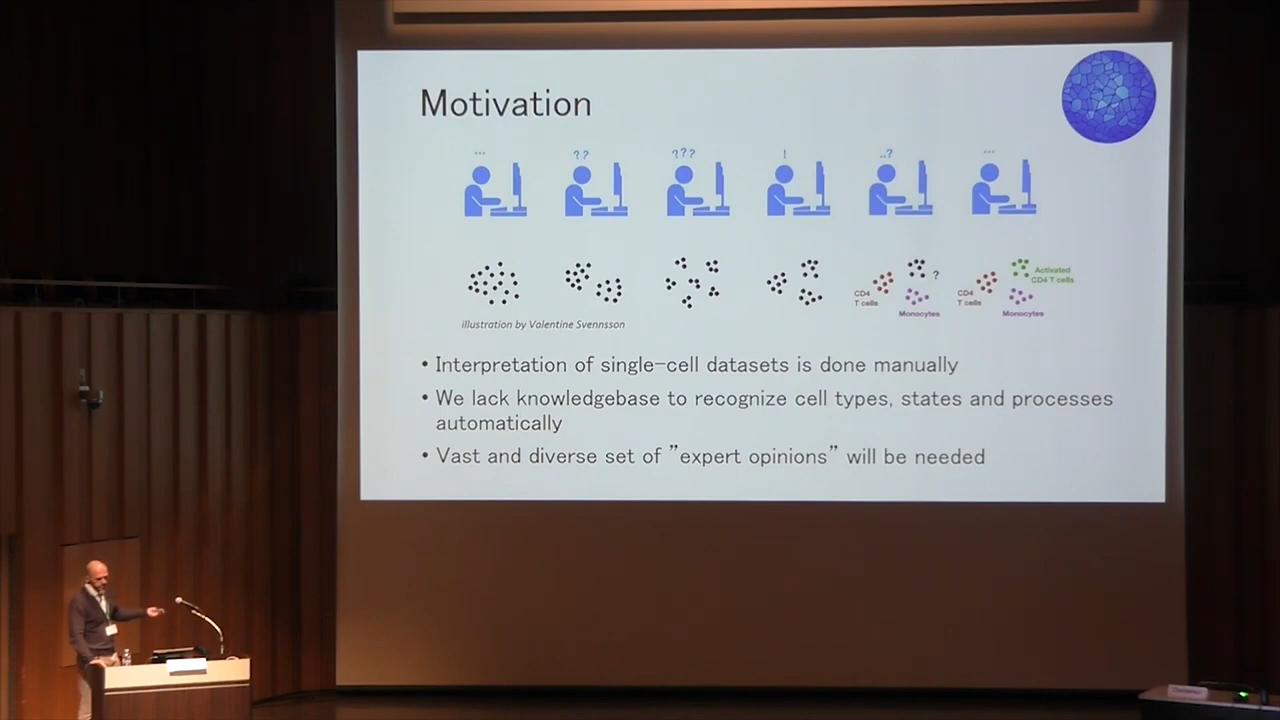 Motivation
... ?? ??? ! ..? ...
CD4
T cells
?
Monocytes
CD4
T cells
Activated
CD4 T cells
Monocytes
illustration by Valentine Svennsson
• Interpretation of single-cell datasets is done manually
• We lack knowledgebase to recognize cell types, states and processes
automatically
• Vast and diverse set of ”expert opinions” will be needed